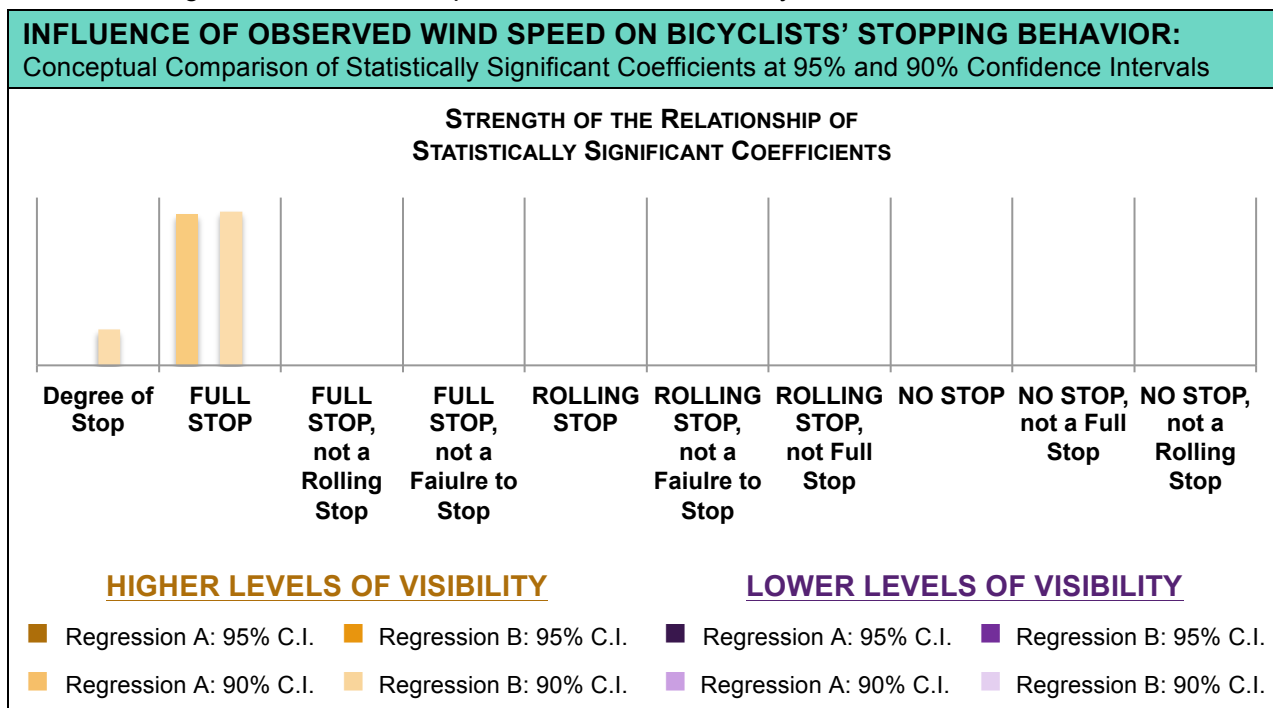 INFLUENCE OF OBSERVED WIND SPEED ON BICYCLISTS’ STOPPING BEHAVIOR:
Conceptual Comparison of Statistically Significant Coefficients at 95% and 90% Confidence Intervals
STRENGTH OF THE RELATIONSHIP OF
STATISTICALLY SIGNIFICANT COEFFICIENTS
Degree of
Stop
FULL
STOP
FULL
STOP,
not a
Rolling
Stop
FULL
STOP,
not a
Faiulre to
Stop
ROLLING
STOP
ROLLING
STOP,
not a
Faiulre to
Stop
ROLLING
STOP,
not Full
Stop
NO STOP
NO STOP,
not a Full
Stop
NO STOP,
not a
Rolling
Stop
HIGHER LEVELS OF VISIBILITY
Regression A: 95% C.I.
Regression B: 95% C.I.
Regression A: 90% C.I.
Regression B: 90% C.I.
LOWER LEVELS OF VISIBILITY
Regression A: 95% C.I.
Regression B: 95% C.I.
Regression A: 90% C.I.
Regression B: 90% C.I.